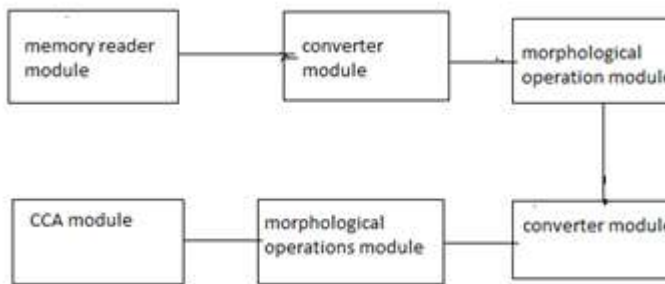 memory reader
module
converter
module
morphological
operation module
CCA module
morphological
operations module
converter module